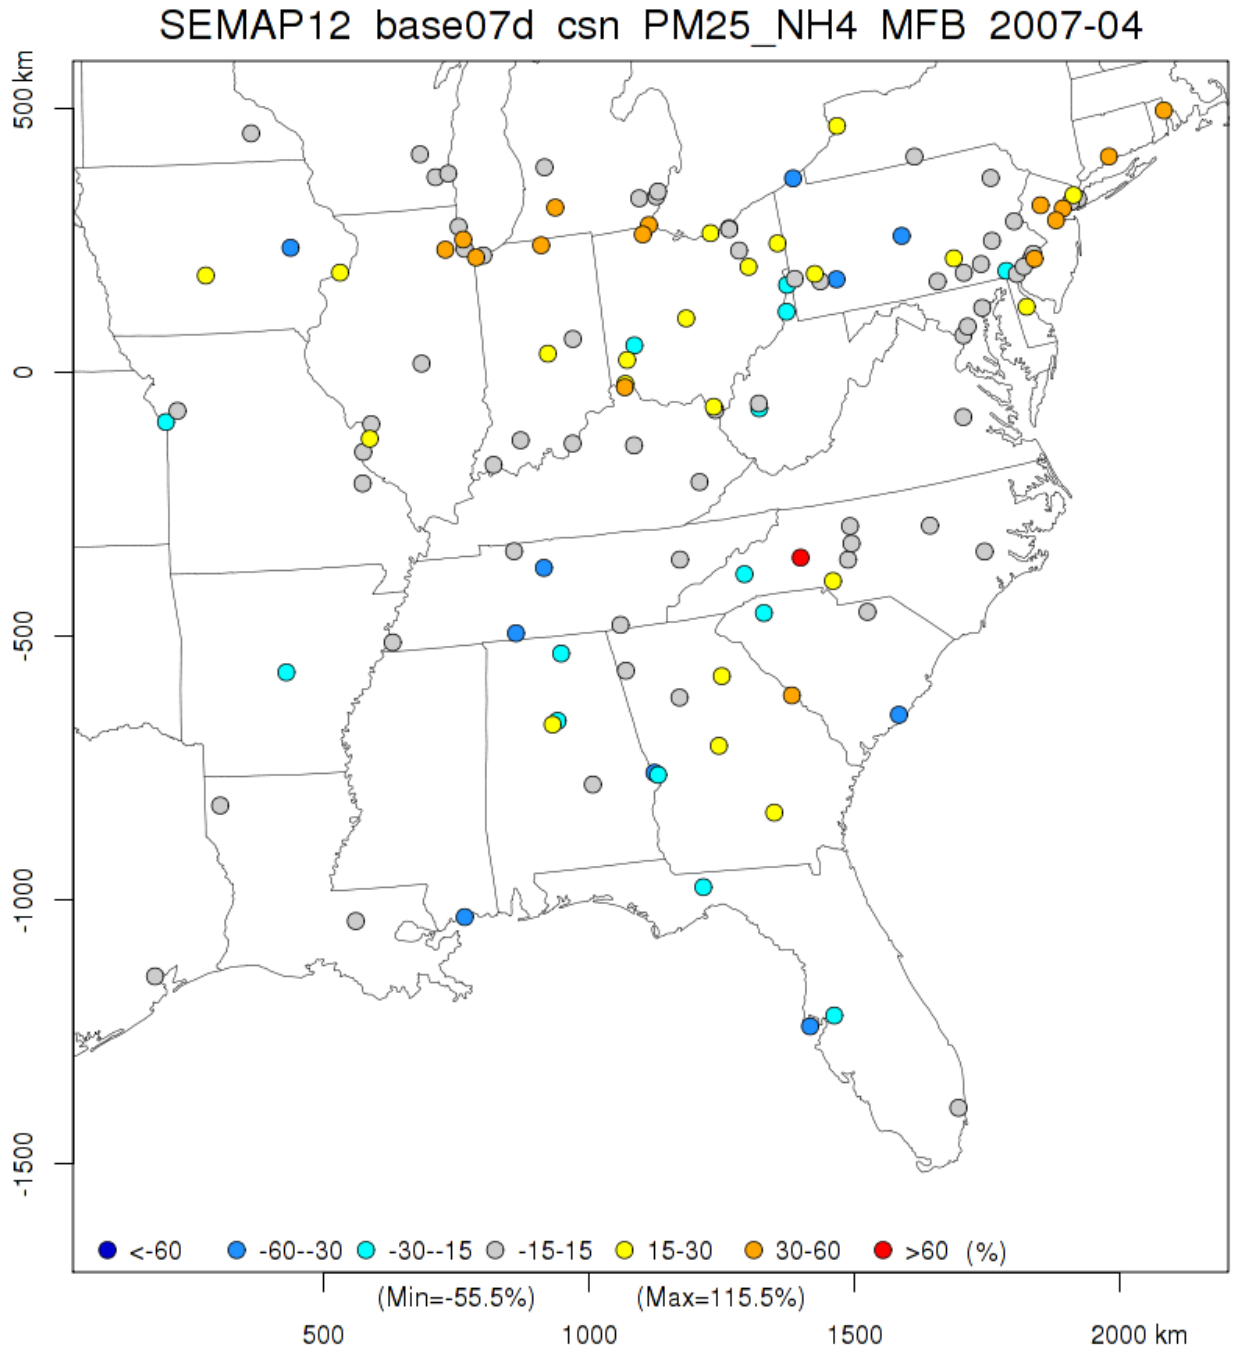 SEMAP12 base07d csn PM25_NH4 MFB 2007-04
500 km
0
-500
-1000
-1500
<-60 -60--30 -30--15 -15-15 15-30 30-60 >60 (%)
(Min=-55.5%) (Max=115.5%)
500 1000 1500 2000 km